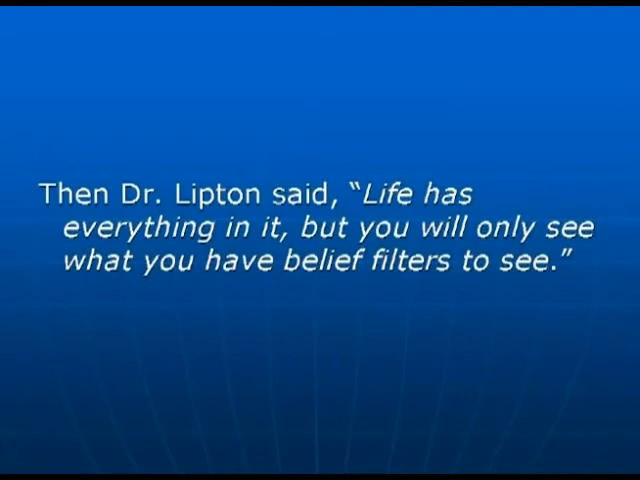 Then Dr. Lipton said, “Life has
everything in it, but you will only see
what you have belief filters to see.”